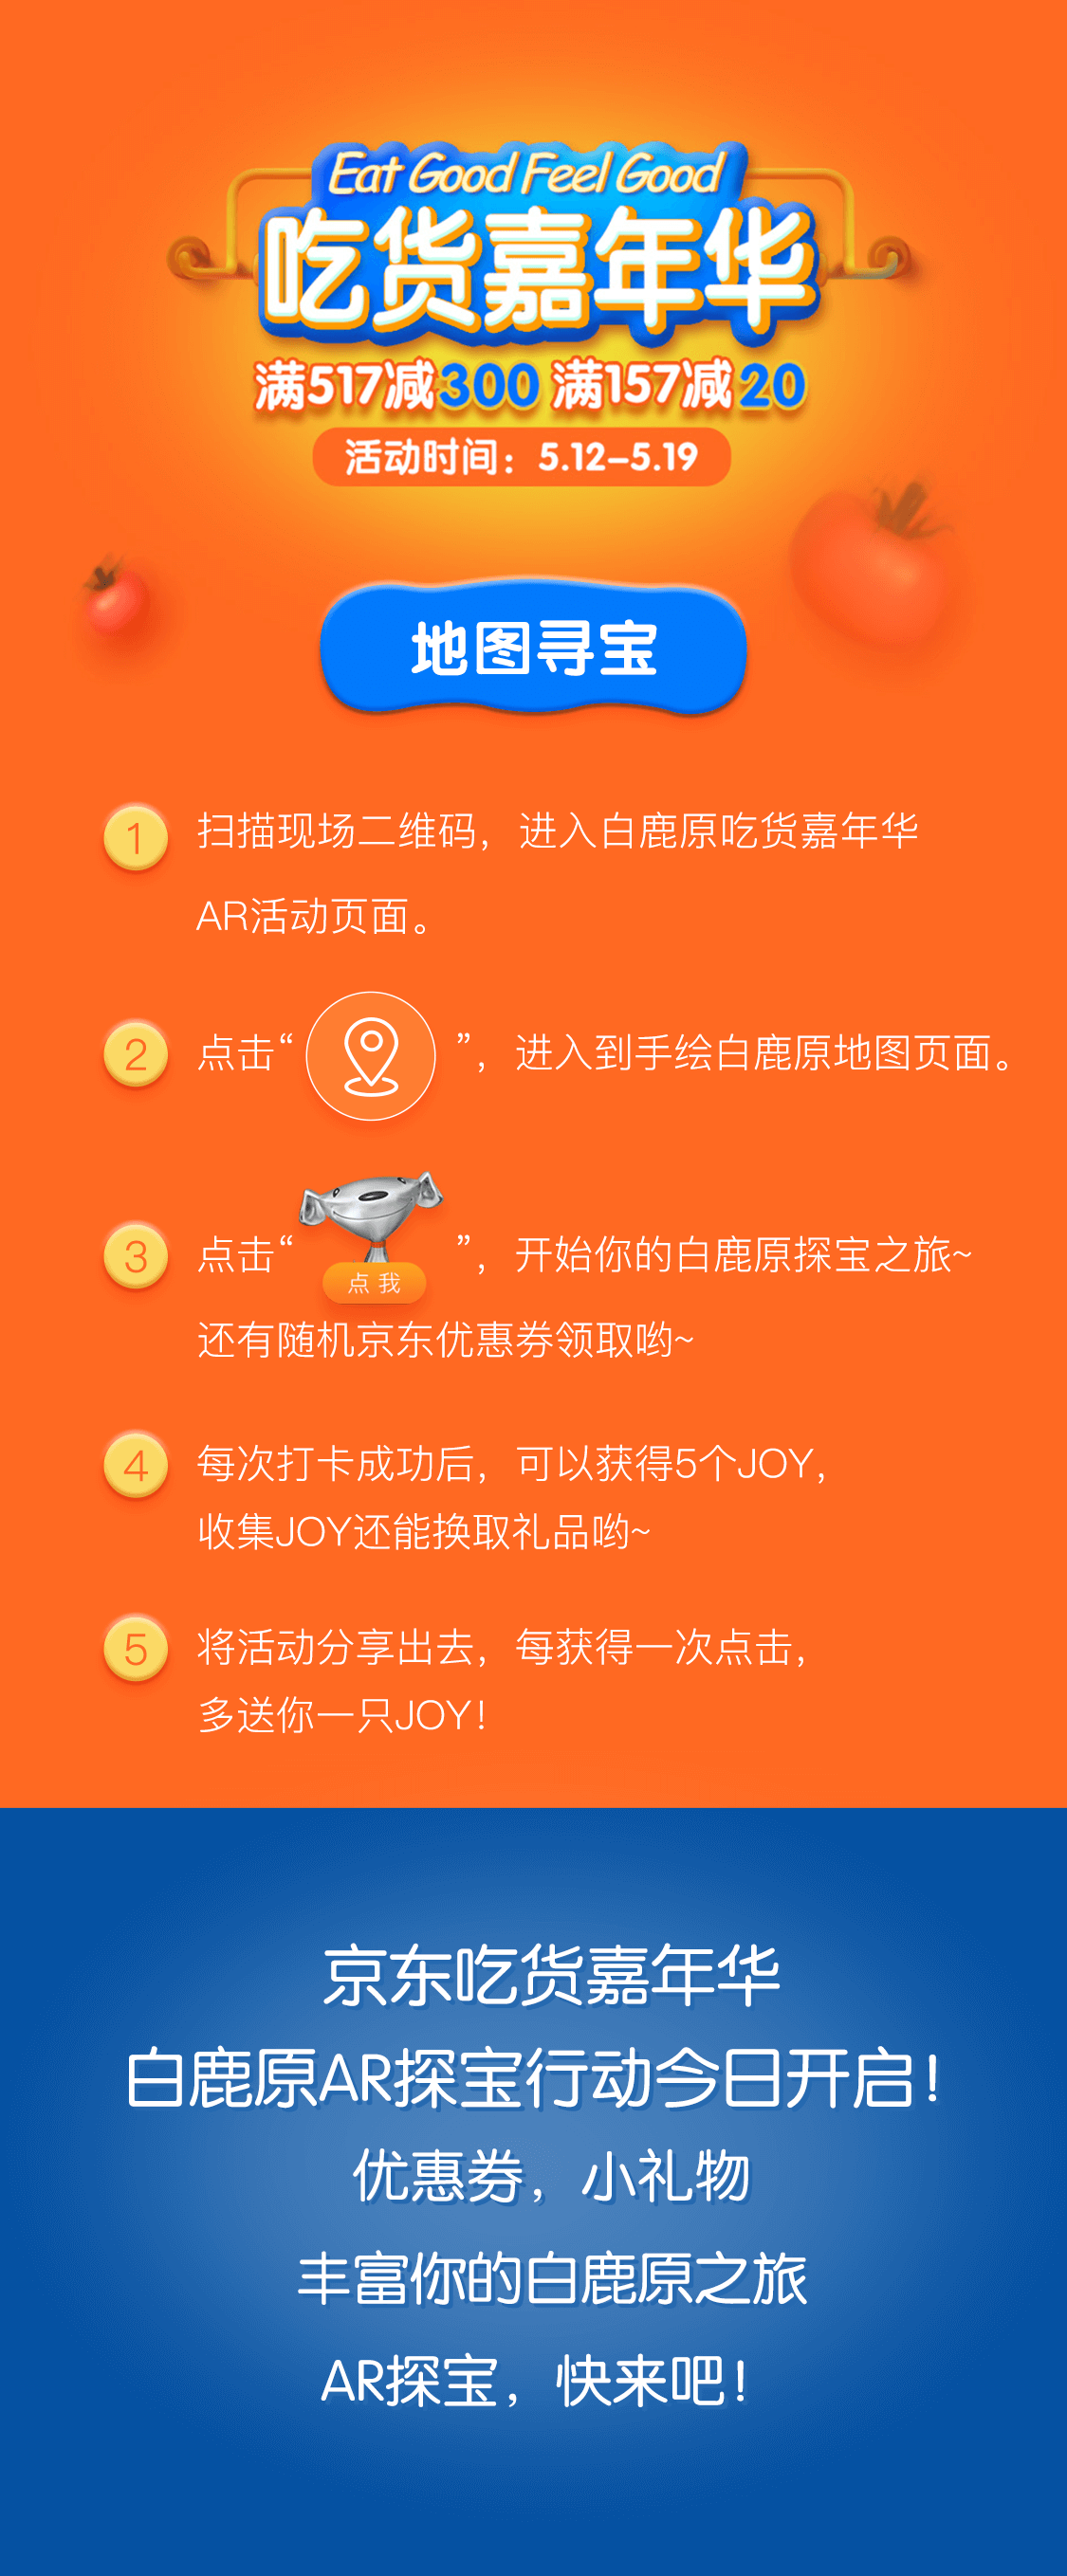 Eat Good Feel Good
吃货嘉年华
满517减300 满157减20
活动时间：5.12-5.19
地图寻宝
1 扫描现场二维码，进入白鹿原吃货嘉年华
AR活动页面。
2 点击“ ”，进入到手绘白鹿原地图页面。
3 点击“ ”，开始你的白鹿原探宝之旅~
点 我
还有随机京东优惠券领取哟~
4 每次打卡成功后，可以获得5个JOY，
收集JOY还能换取礼品哟~
5 将活动分享出去，每获得一次点击，
多送你一只JOY！
京东吃货嘉年华
白鹿原AR探宝行动今日开启！
优惠券，小礼物
丰富你的白鹿原之旅
AR探宝，快来吧！